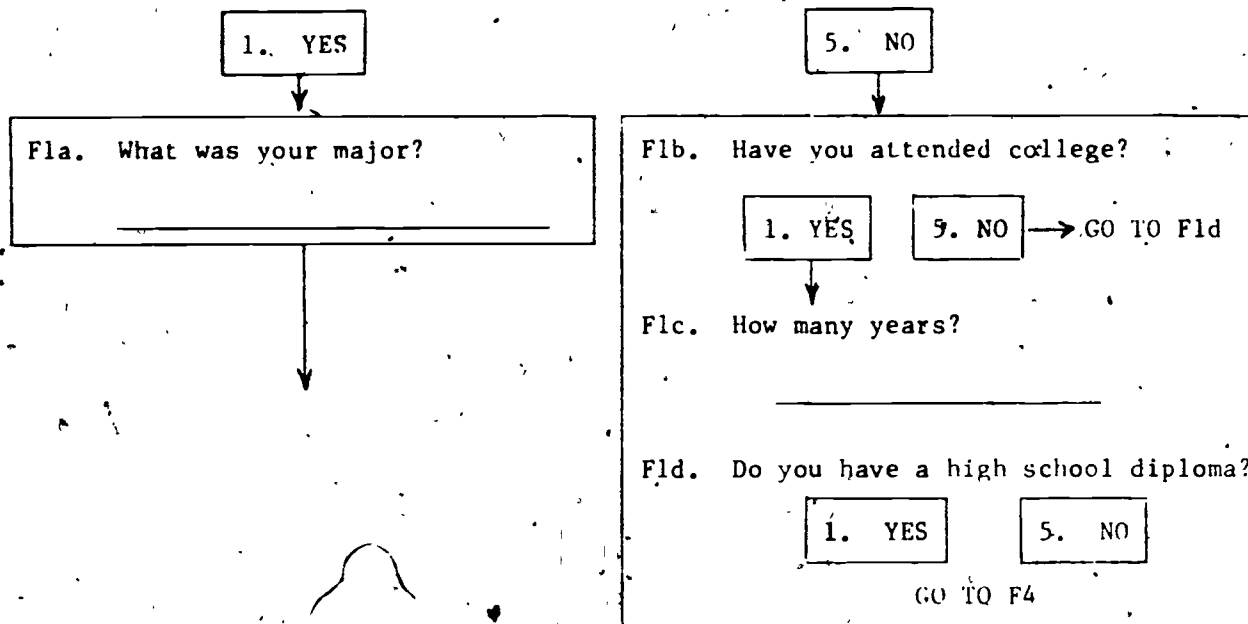 1. YES
5. NO
F1a. What was your major?
F1b. Have you attended college?
1. YES
5. NO
GO TO F1d
F1c. How many years?
F1d. Do you have a high school diploma?
1. YES
5. NO
GO TO F4